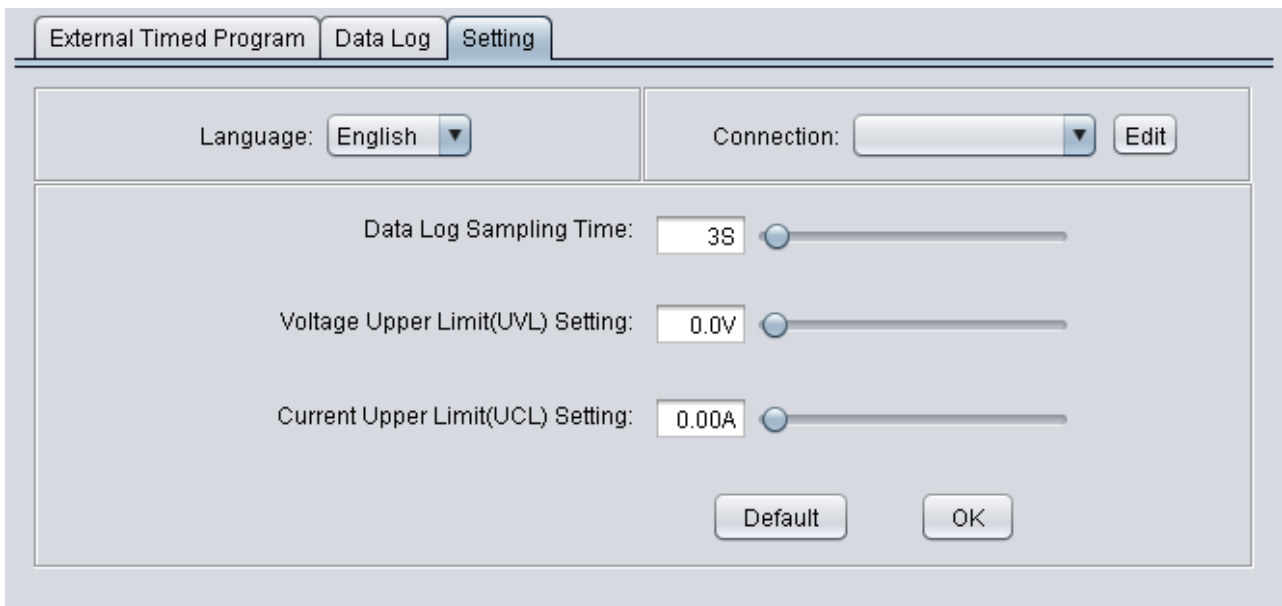 External Timed Program Data Log Setting
Language: English Connection: Edit
Data Log Sampling Time: 3S
Voltage Upper Limit(UVL) Setting: 0.0V
Current Upper Limit(UCL) Setting: 0.00A
Default OK